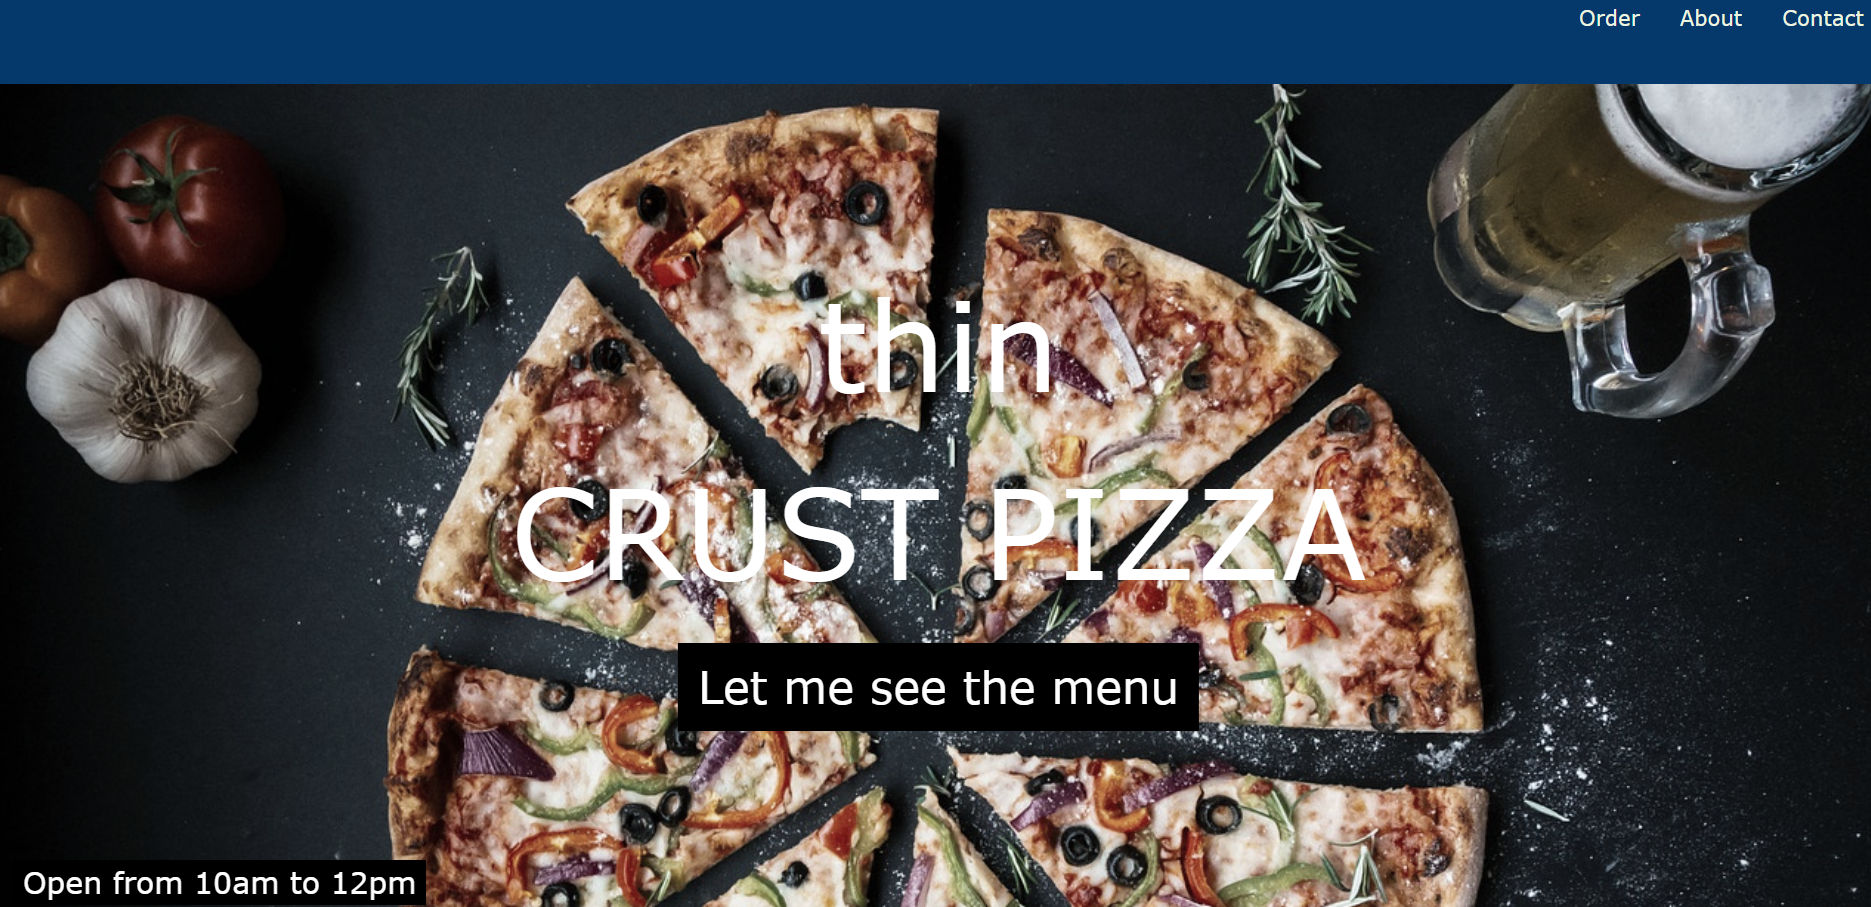 Order About Contact
thin
CRUST PIZZA
Let me see the menu
Open from 10am to 12pm